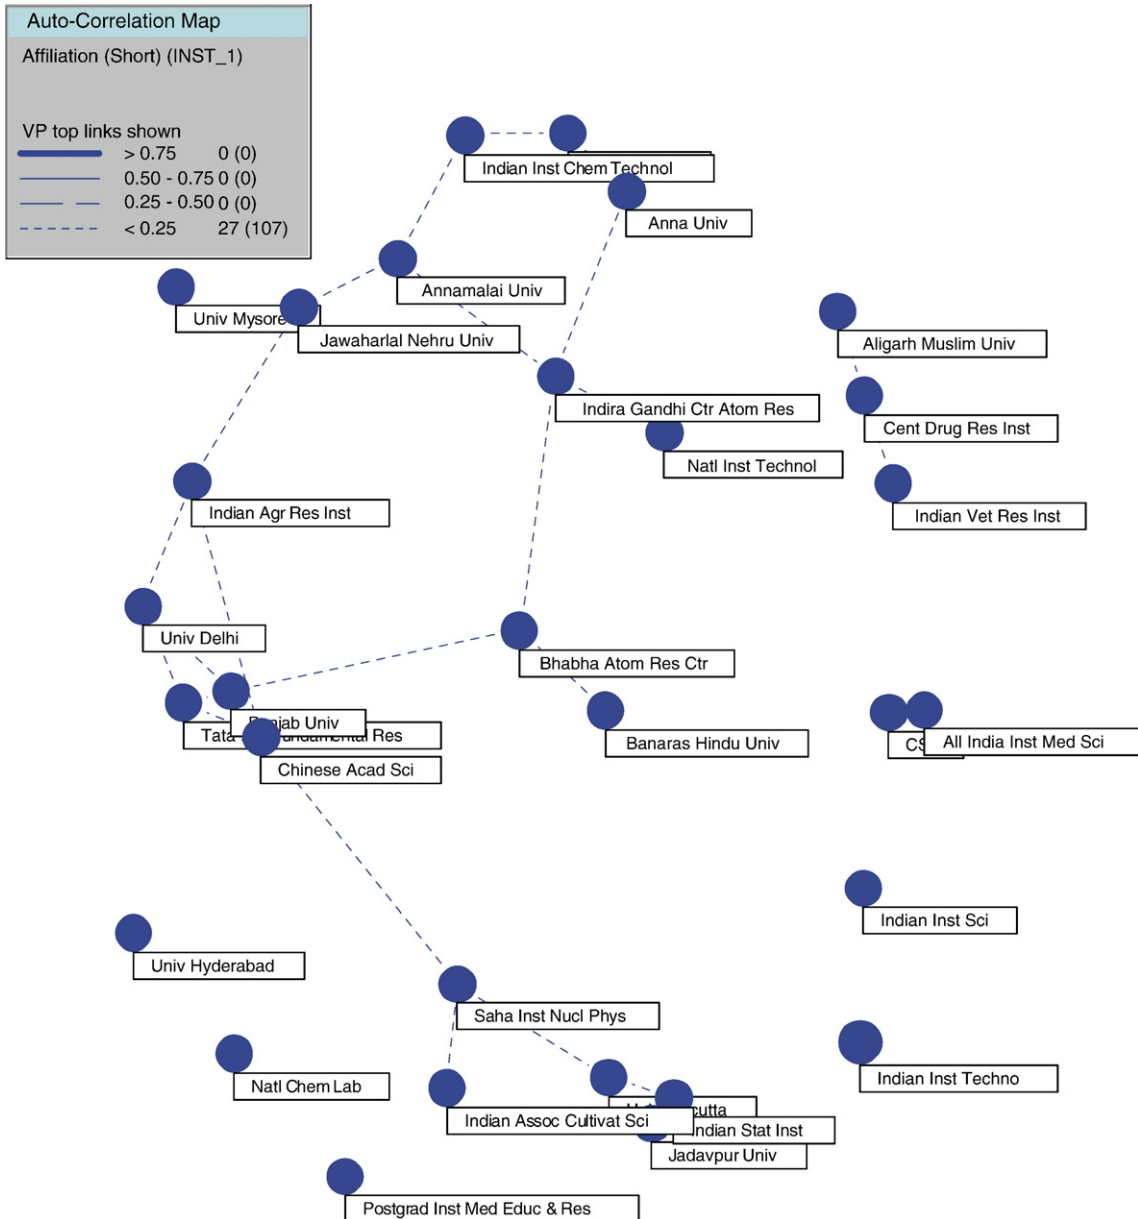 Auto-Correlation Map
Affiliation (Short) (INST_1)
VP top links shown
> 0.75 0 (0)
0.50 - 0.75 0 (0)
0.25 - 0.50 0 (0)
< 0.25 27 (107)
Indian Inst Chem Technol
Anna Univ
Annamalai Univ
Univ Mysore
Jawaharlal Nehru Univ
Aligarh Muslim Univ
Indira Gandhi Ctr Atom Res
Cent Drug Res Inst
Natl Inst Technol
Indian Agr Res Inst
Indian Vet Res Inst
Univ Delhi
Bhabha Atom Res Ctr
Univ
Tata Res
Banaras Hindu Univ
All India Inst Med Sci
Chinese Acad Sci
Indian Inst Sci
Univ Hyderabad
Saha Inst Nucl Phys
Natl Chem Lab
Indian Inst Techno
Indian Assoc Cultivat Sci
Indian Stat Inst
Jadavpur Univ
Postgrad Inst Med Educ & Res